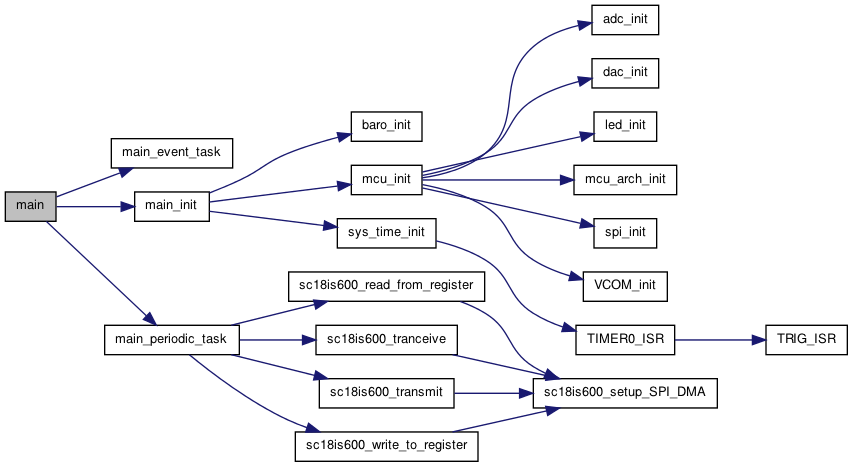 main
main_event_task
main_init
main_periodic_task
baro_init
mcu_init
sys_time_init
sc18is600_read_from_register
sc18is600_tranceive
sc18is600_transmit
sc18is600_write_to_register
adc_init
dac_init
led_init
mcu_arch_init
spi_init
VCOM_init
TIMER0_ISR
sc18is600_setup_SPI_DMA
TRIG_ISR